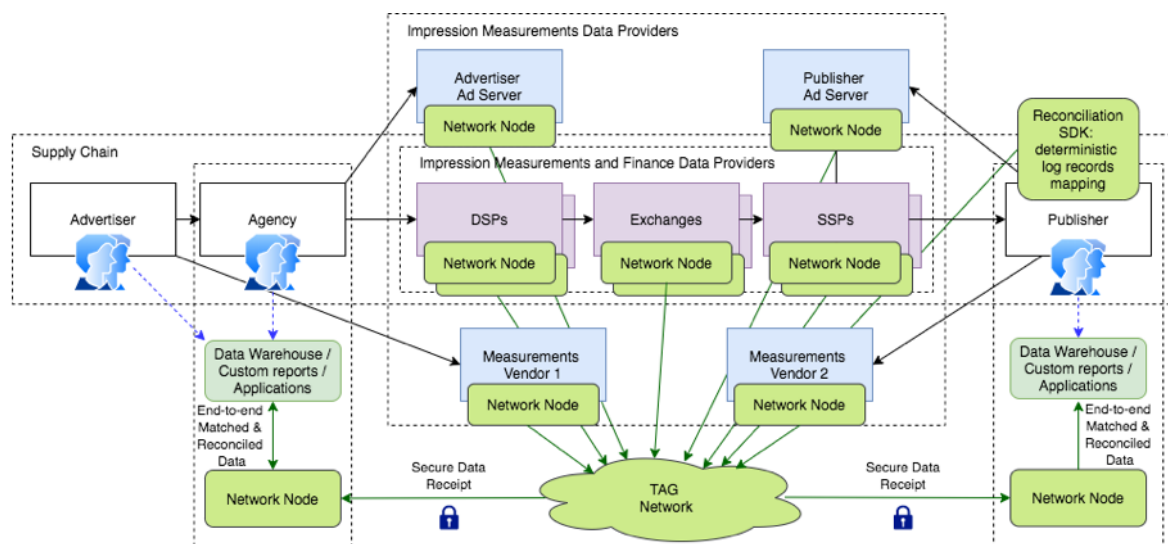 Impression Measurements Data Providers
Advertiser
Ad Server
Network Node
Publisher
Ad Server
Network Node
Reconciliation
SDK:
deterministic
log records
mapping
Supply Chain
Impression Measurements and Finance Data Providers
Advertiser
Agency
DSPs
Network Node
Exchanges
Network Node
SSPs
Network Node
Publisher
Data Warehouse /
Custom reports /
Applications
Measurements
Vendor 1
Network Node
Measurements
Vendor 2
Network Node
Data Warehouse /
Custom reports /
Applications
End-to-end
Matched &
Reconciled
Data
End-to-end
Matched &
Reconciled
Data
Network Node
Secure Data
Receipt
TAG
Network
Secure Data
Receipt
Network Node